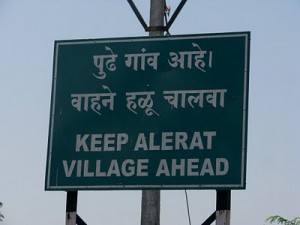 पुढे गांव आहे।
वाहने हळूं चालवा
KEEP ALERAT
VILLAGE AHEAD